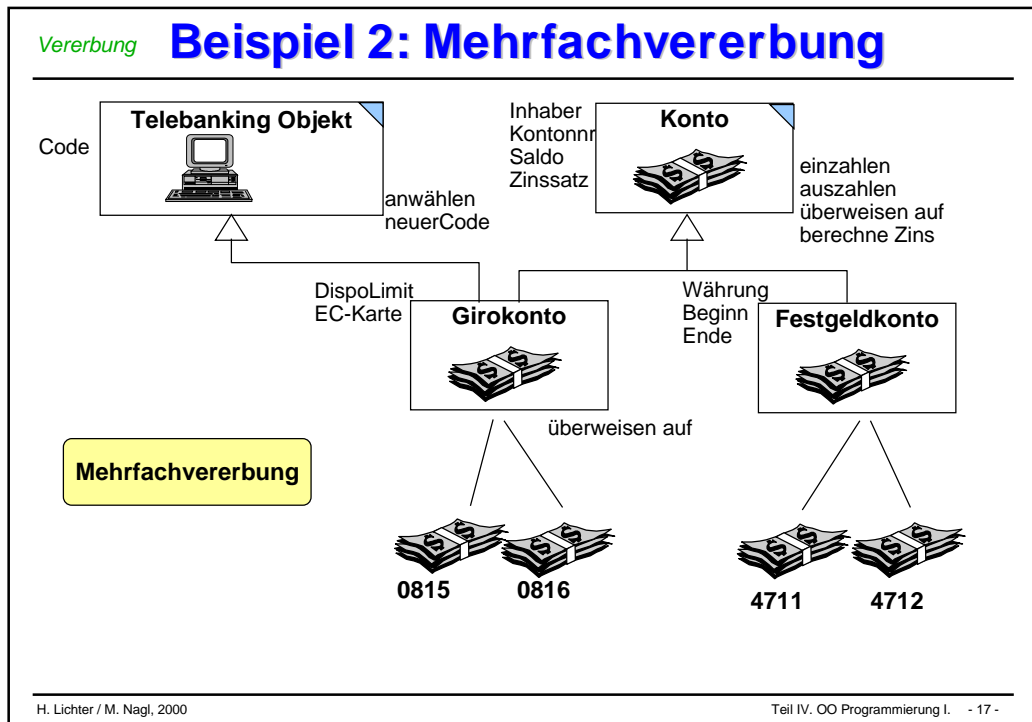 Vererbung
Beispiel 2: Mehrfachvererbung
Telebanking Objekt
Code
anwählen
neuerCode
Inhaber
Kontonnr
Saldo
Zinssatz
Konto
einzahlen
auszahlen
überweisen auf
berechne Zins
DispoLimit
EC-Karte
Girokonto
überweisen auf
Währung
Beginn
Ende
Festgeldkonto
Mehrfachvererbung
0815
0816
4711
4712
H. Lichter / M. Nagl, 2000
Teil IV. OO Programmierung I. - 17 -